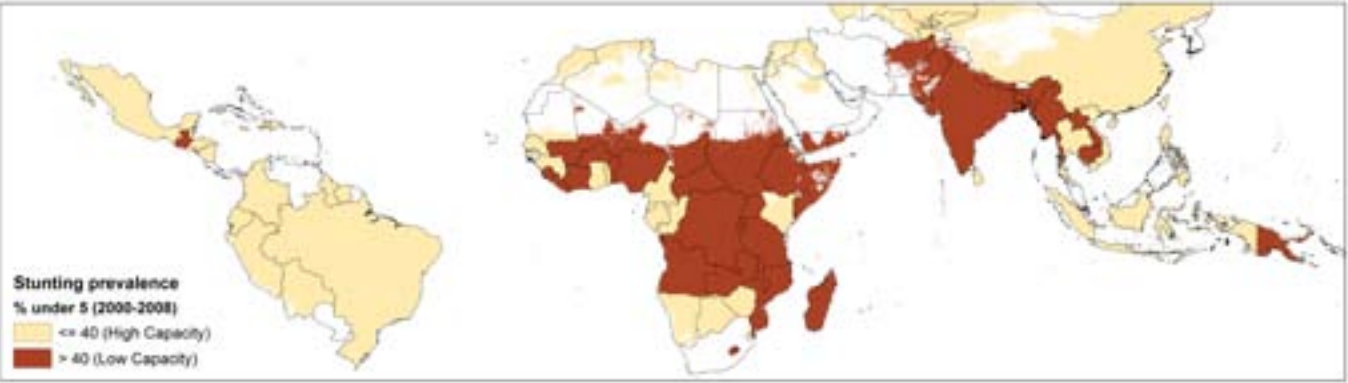 Stunting prevalence
% under 5 (2000-2008)
<= 40 (High Capacity)
> 40 (Low Capacity)